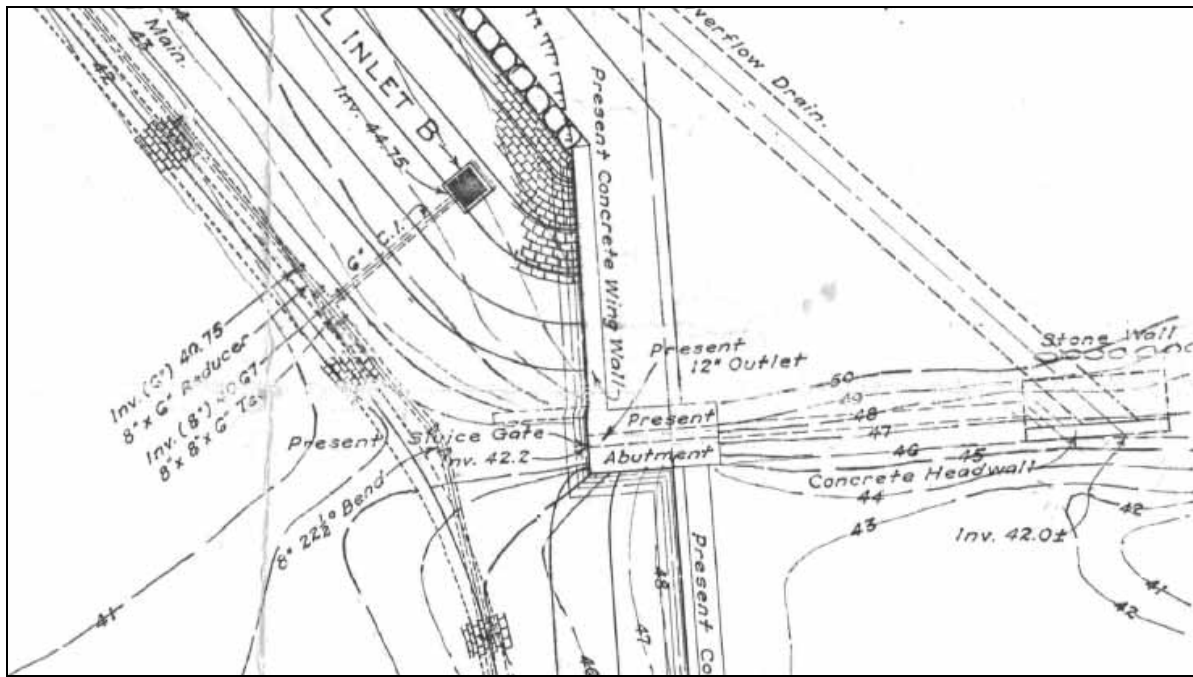 43
Main.
42
INLET B
Inv. 44.75
6" C.I.
Present Concrete Wing Wall
verflow Drain.
Inv. (6") 40.75
8" x 6" Reducer
Inv. (8") 40.67
8" x 8" x 6" Tee
Present
12" Outlet
Stone Wall
50
49
48
47
46
45
44
43
42
41
42
Present
Sluice Gate
Inv. 42.2
Present
Abutment
Concrete Headwall
Inv. 42.0±
8" 22½° Bend
41
46
47
48
Present Co